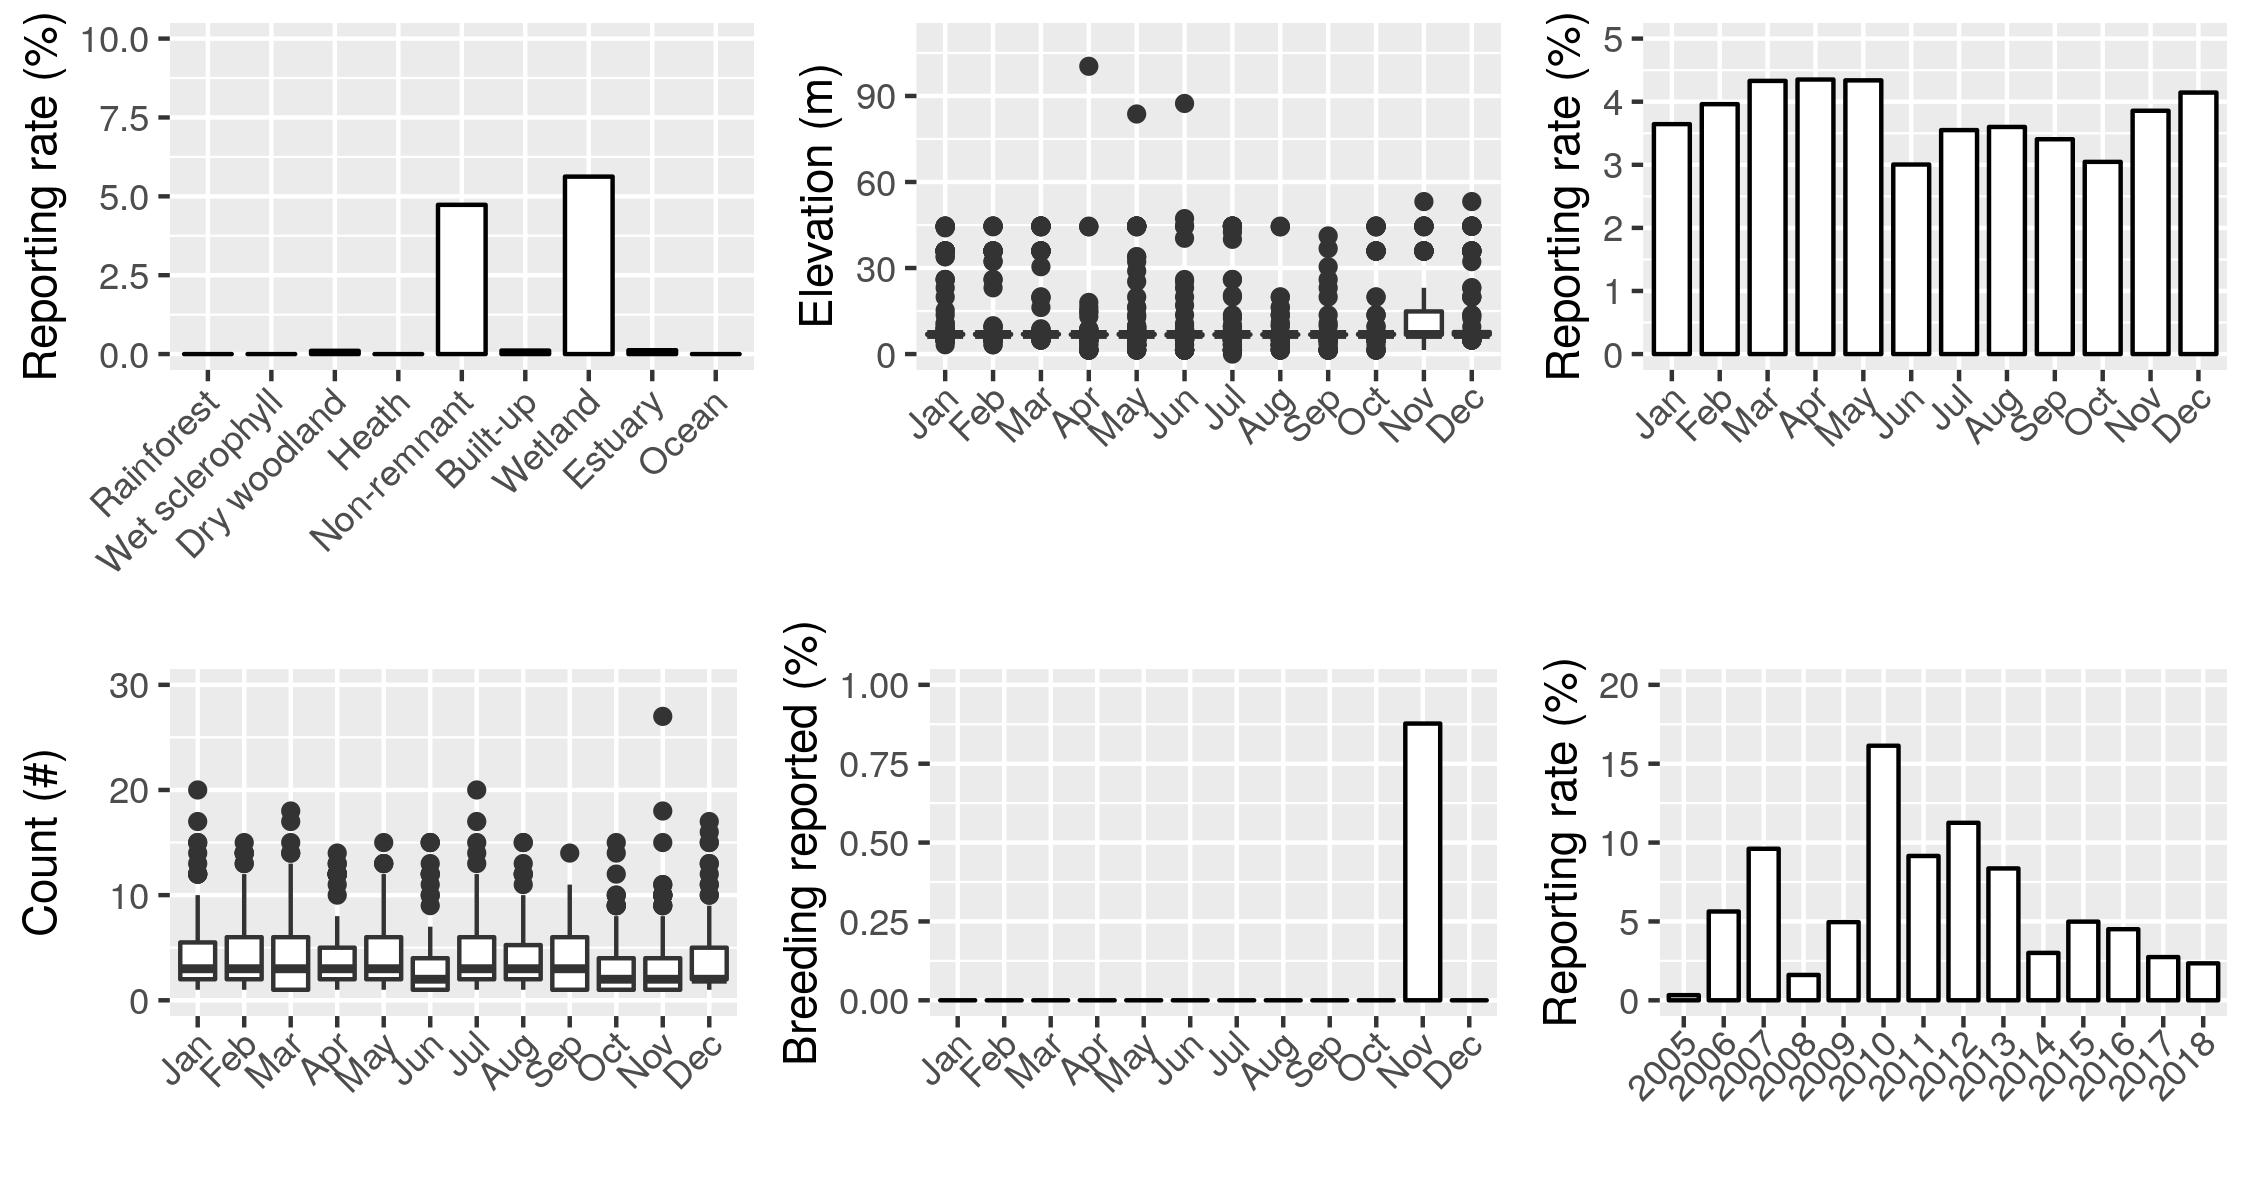 Reporting rate (%)
10.0
7.5
5.0
2.5
0.0
Rainforest
Wet sclerophyll
Dry woodland
Heath
Non-remnant
Built-up
Wetland
Estuary
Ocean
Elevation (m)
90
60
30
0
Jan
Feb
Mar
Apr
May
Jun
Jul
Aug
Sep
Oct
Nov
Dec
Reporting rate (%)
5
4
3
2
1
0
Jan
Feb
Mar
Apr
May
Jun
Jul
Aug
Sep
Oct
Nov
Dec
Count (#)
30
20
10
0
Jan
Feb
Mar
Apr
May
Jun
Jul
Aug
Sep
Oct
Nov
Dec
Breeding reported (%)
1.00
0.75
0.50
0.25
0.00
Jan
Feb
Mar
Apr
May
Jun
Jul
Aug
Sep
Oct
Nov
Dec
Reporting rate (%)
20
15
10
5
0
2005
2006
2007
2008
2009
2010
2011
2012
2013
2014
2015
2016
2017
2018